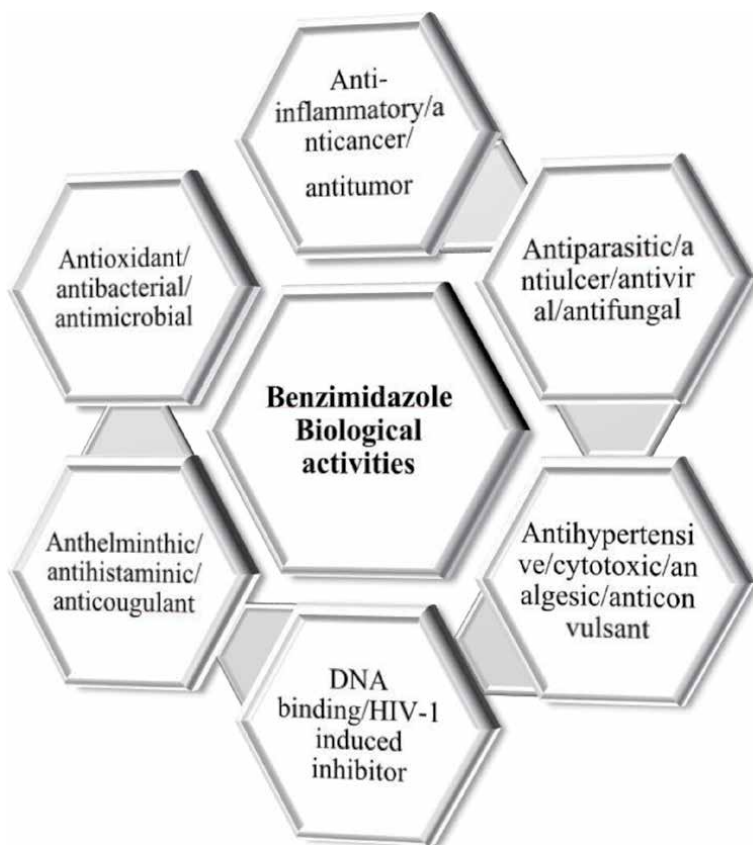 Anti-
inflammatory/a
nticancer/
antitumor
Antiparasitic/a
ntiulcer/antivir
al/antifungal
Antihypertensi
ve/cytotoxic/an
algesic/anticon
vulsant
DNA
binding/HIV-1
induced
inhibitor
Anthelminthic/
antihistaminic/
anticougulant
Antioxidant/
antibacterial/
antimicrobial
Benzimidazole
Biological
activities